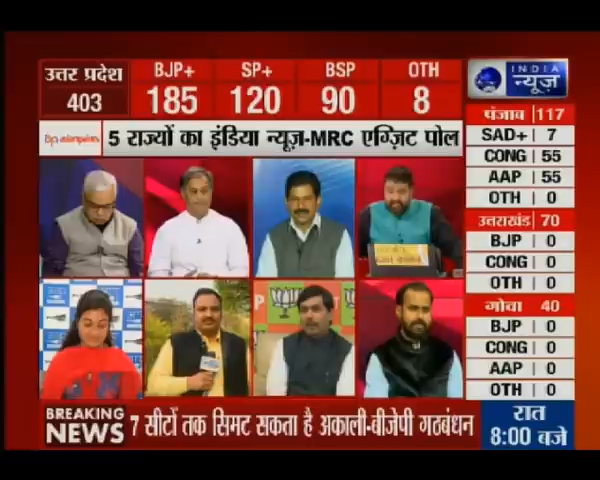 उत्तर प्रदेश
403
BJP+ SP+ BSP OTH
185 120 90 8
INDIA
न्यूज़
5 राज्यों का इंडिया न्यूज़-MRC एग्ज़िट पोल
पंजाब 117
SAD+ 7
CONG 55
AAP 55
OTH 0
उत्तराखंड 70
BJP 0
CONG 0
OTH 0
गोवा 40
BJP 0
CONG 0
AAP 0
OTH 0
BREAKING
NEWS
7 सीटों तक सिमट सकता है अकाली-बीजेपी गठबंधन
रात
8:00 बजे